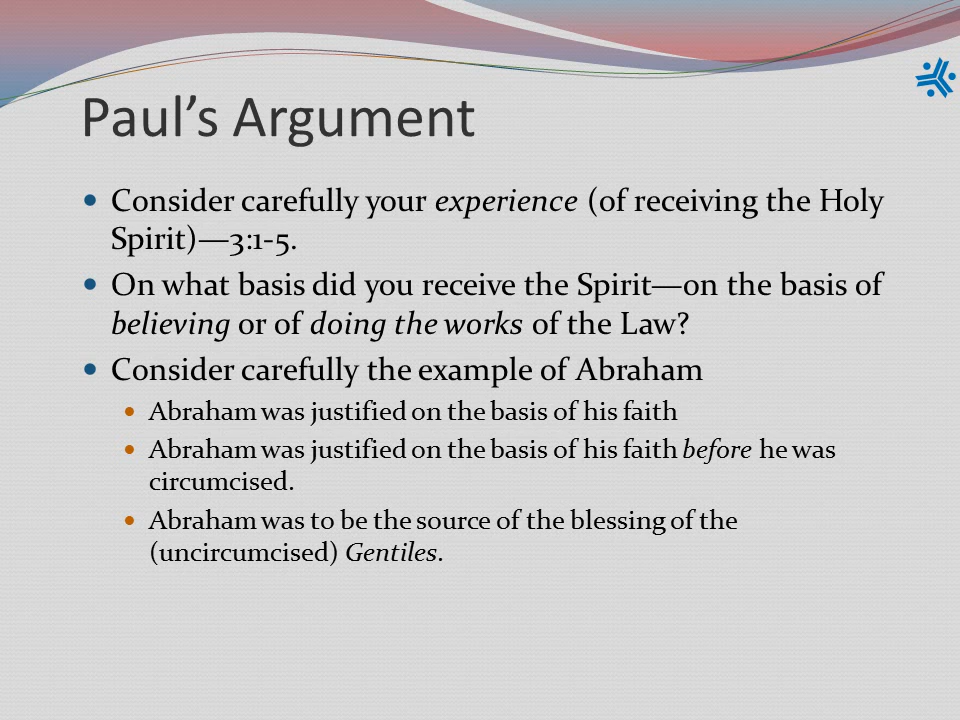 Paul’s Argument
• Consider carefully your experience (of receiving the Holy
Spirit)—3:1-5.
• On what basis did you receive the Spirit—on the basis of
believing or of doing the works of the Law?
• Consider carefully the example of Abraham
• Abraham was justified on the basis of his faith
• Abraham was justified on the basis of his faith before he was
circumcised.
• Abraham was to be the source of the blessing of the
(uncircumcised) Gentiles.